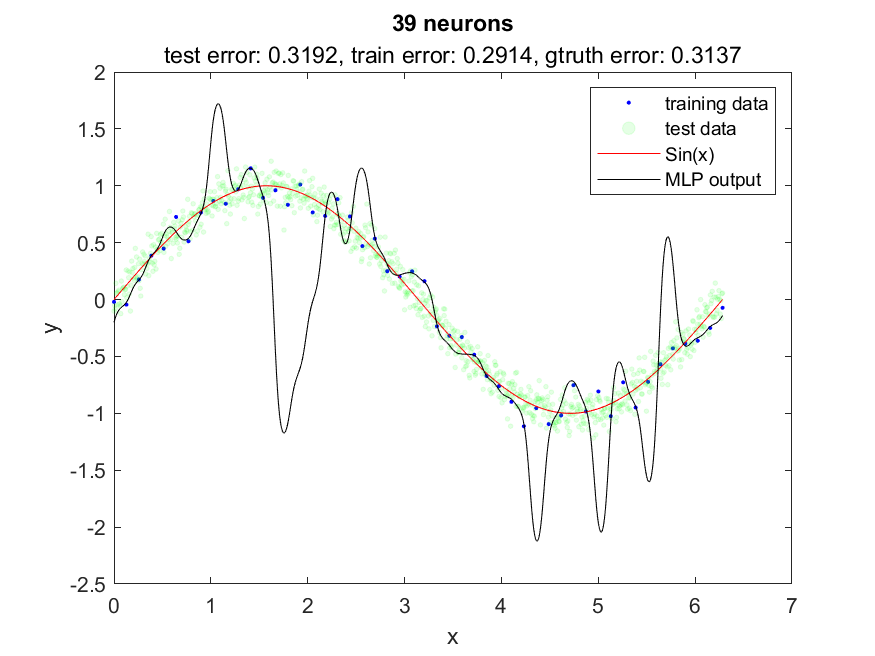 39 neurons
test error: 0.3192, train error: 0.2914, gtruth error: 0.3137
training data
test data
Sin(x)
MLP output
2
1.5
1
0.5
0
-0.5
-1
-1.5
-2
-2.5
y
0 1 2 3 4 5 6 7
x